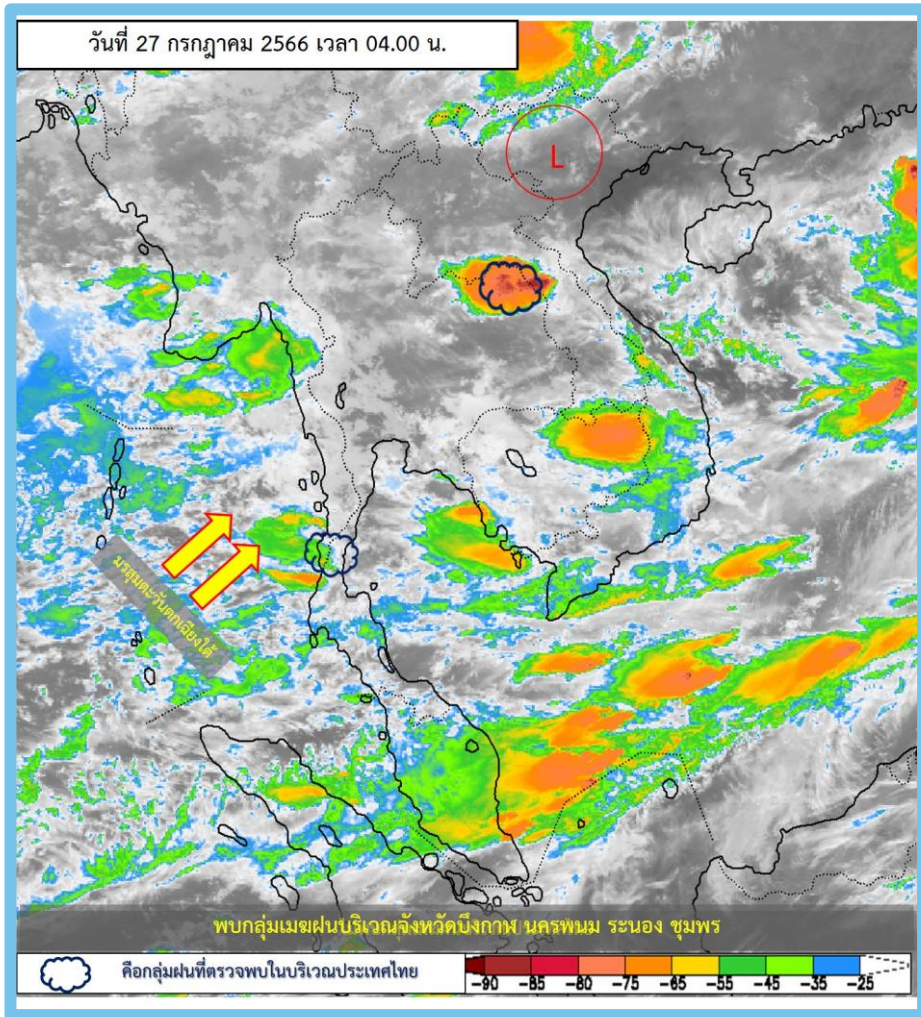 วันที่ 27 กรกฎาคม 2566 เวลา 04.00 น.
L
มรสุมตะวันตกเฉียงใต้
พบกลุ่มเมฆฝนบริเวณจังหวัดบึงกาฬ นครพนม ระนอง ชุมพร
คือกลุ่มฝนที่ตรวจพบในบริเวณประเทศไทย
-90 -85 -80 -75 -65 -55 -45 -35 -25